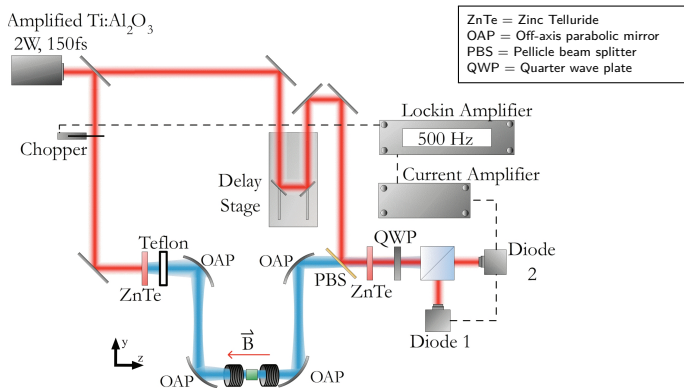 Amplified Ti:Al₂O₃
2W, 150fs
ZnTe = Zinc Telluride
OAP = Off-axis parabolic mirror
PBS = Pellicle beam splitter
QWP = Quarter wave plate
Lockin Amplifier
500 Hz
Chopper
Current Amplifier
Delay
Stage
Teflon
OAP
OAP
QWP
Diode
2
ZnTe
PBS
ZnTe
Diode 1
y
z
B
OAP
OAP